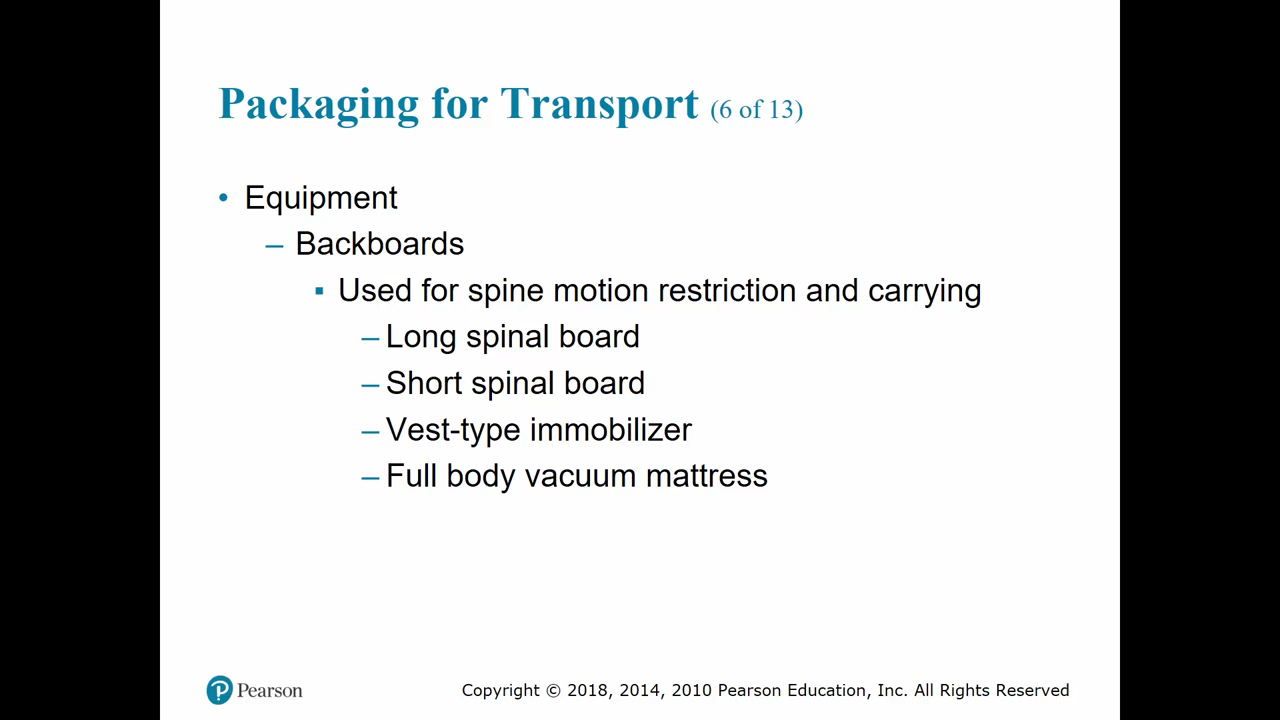 Packaging for Transport (6 of 13)
• Equipment
– Backboards
▪ Used for spine motion restriction and carrying
– Long spinal board
– Short spinal board
– Vest-type immobilizer
– Full body vacuum mattress
Pearson
Copyright © 2018, 2014, 2010 Pearson Education, Inc. All Rights Reserved